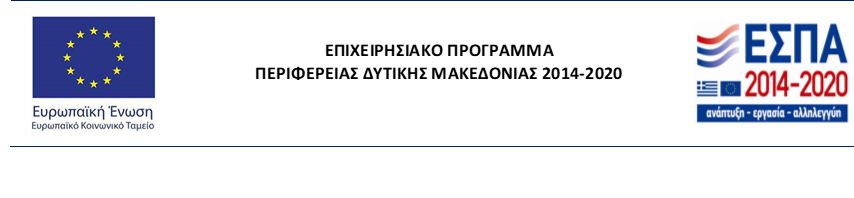 ΕΠΙΧΕΙΡΗΣΙΑΚΟ ΠΡΟΓΡΑΜΜΑ
ΠΕΡΙΦΕΡΕΙΑΣ ΔΥΤΙΚΗΣ ΜΑΚΕΔΟΝΙΑΣ 2014-2020
Ευρωπαϊκή Ένωση
Ευρωπαϊκό Κοινωνικό Ταμείο
ΕΣΠΑ
2014-2020
ανάπτυξη - εργασία - αλληλεγγύη